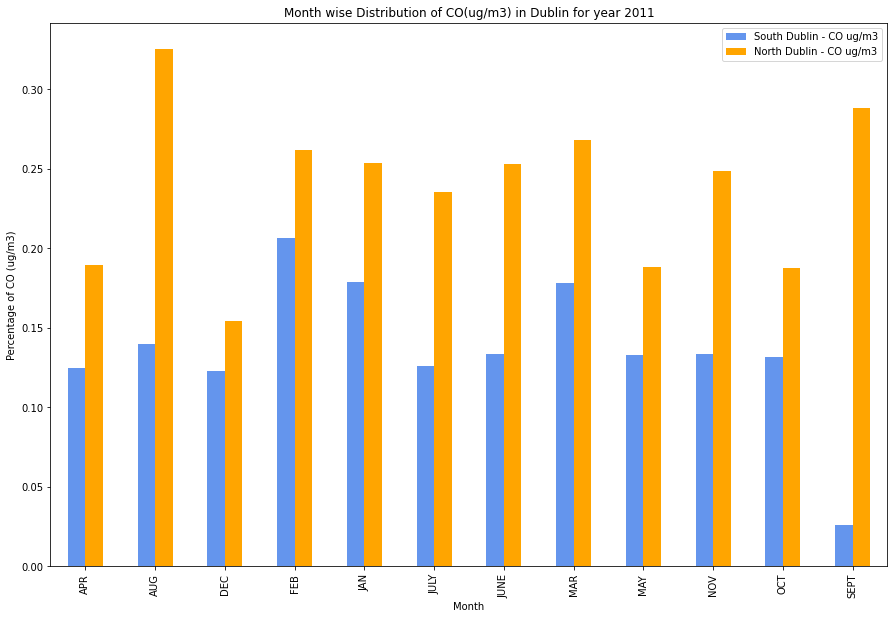 Month wise Distribution of CO(ug/m3) in Dublin for year 2011
South Dublin - CO ug/m3
North Dublin - CO ug/m3
Percentage of CO (ug/m3)
0.30
0.25
0.20
0.15
0.10
0.05
0.00
APR
AUG
DEC
FEB
JAN
JULY
JUNE
MAR
MAY
NOV
OCT
SEPT
Month